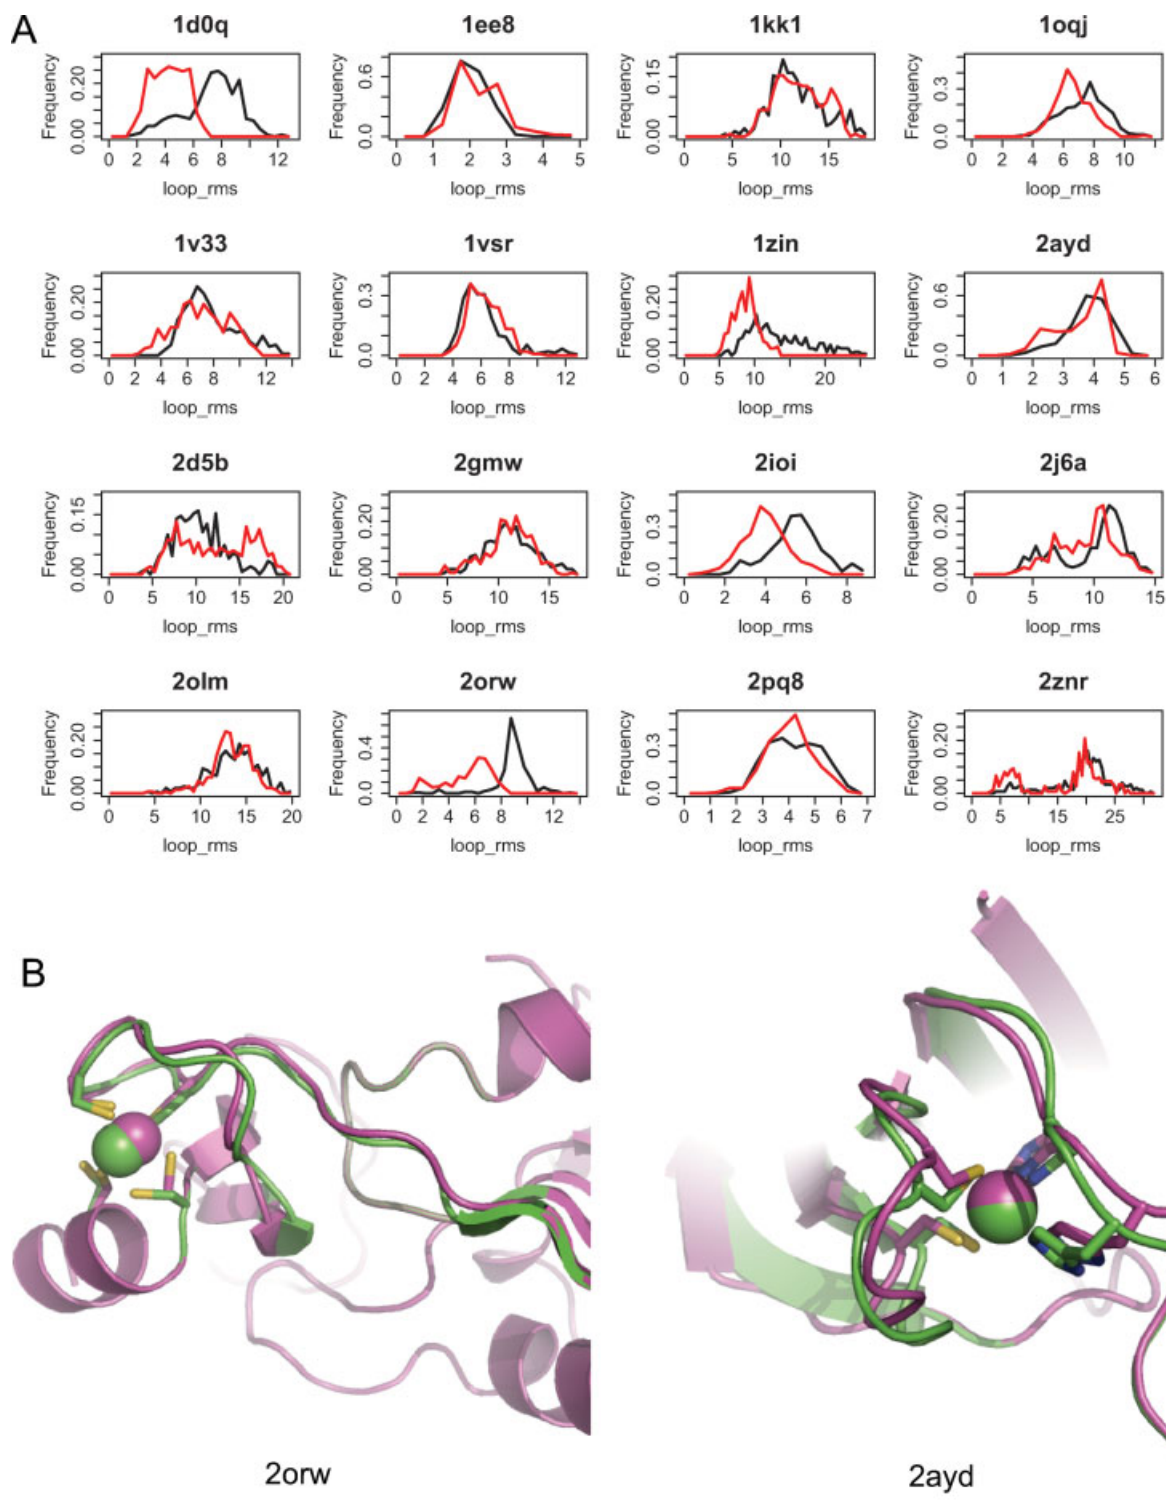 A
1d0q 1ee8 1kk1 1oqj
Frequency 0.00 0.20 Frequency 0.0 0.6 Frequency 0.00 0.15 Frequency 0.0 0.3
0 2 4 6 8 12 0 1 2 3 4 5 0 5 10 15 0 2 4 6 8 10
loop_rms loop_rms loop_rms loop_rms
1v33 1vsr 1zin 2ayd
Frequency 0.00 0.20 Frequency 0.0 0.3 Frequency 0.00 0.20 Frequency 0.0 0.6
0 2 4 6 8 12 0 2 4 6 8 12 0 5 10 20 0 1 2 3 4 5 6
loop_rms loop_rms loop_rms loop_rms
2d5b 2gmw 2ioi 2j6a
Frequency 0.00 0.15 Frequency 0.00 0.20 Frequency 0.0 0.3 Frequency 0.00 0.20
0 5 10 15 20 0 5 10 15 0 2 4 6 8 0 5 10 15
loop_rms loop_rms loop_rms loop_rms
2olm 2orw 2pq8 2znr
Frequency 0.00 0.20 Frequency 0.0 0.4 Frequency 0.0 0.3 Frequency 0.00 0.20
0 5 10 15 20 0 2 4 6 8 12 0 1 2 3 4 5 6 7 0 5 15 25
loop_rms loop_rms loop_rms loop_rms
B
2orw 2ayd